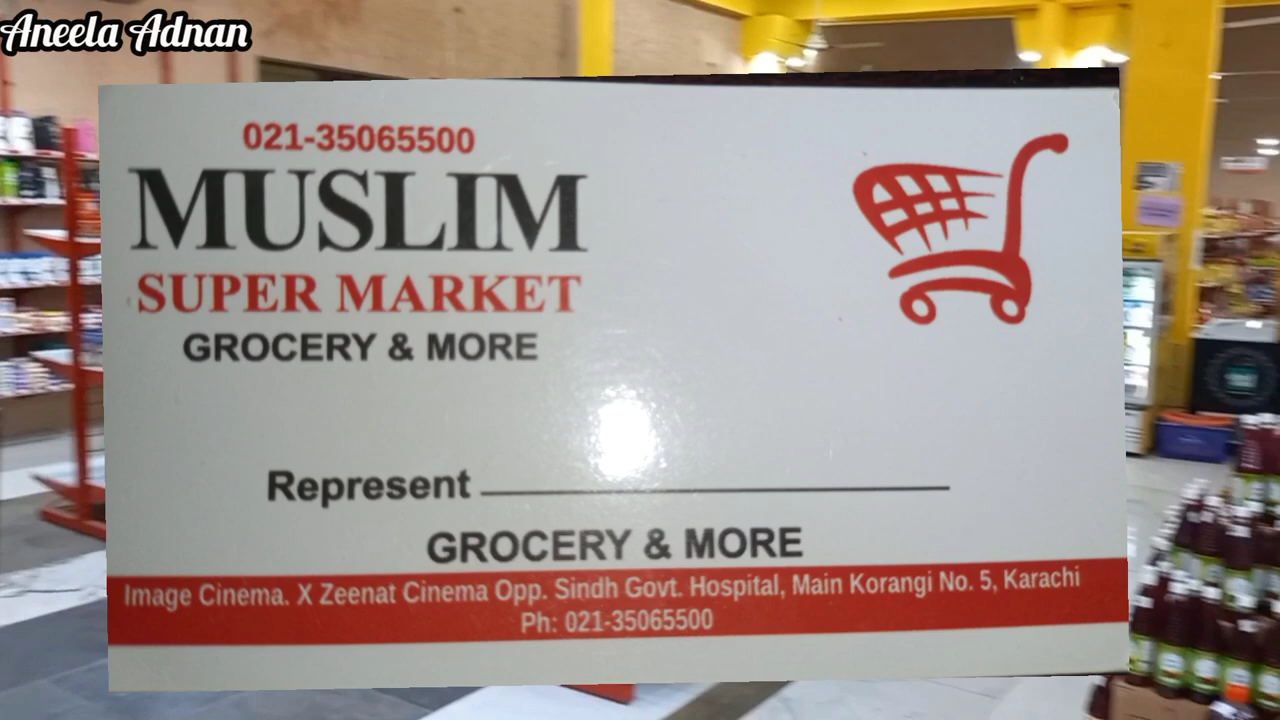 Aneela Adnan
021-35065500
MUSLIM
SUPER MARKET
GROCERY & MORE
Represent
GROCERY & MORE
Image Cinema. X Zeenat Cinema Opp. Sindh Govt. Hospital, Main Korangi No. 5, Karachi
Ph: 021-35065500